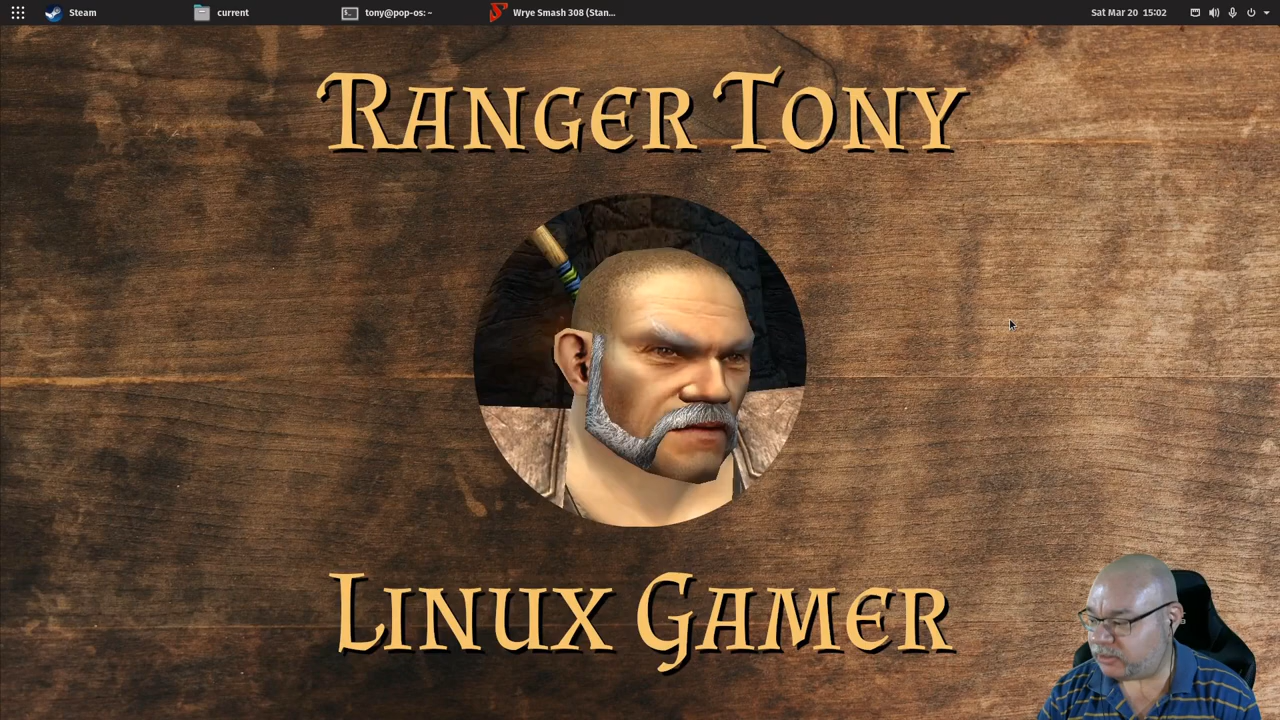 Steam
current
tony@pop-os: ~
Wrye Smash 308 (Stan...
Sat Mar 20 15:02
Ranger Tony
Linux Gamer